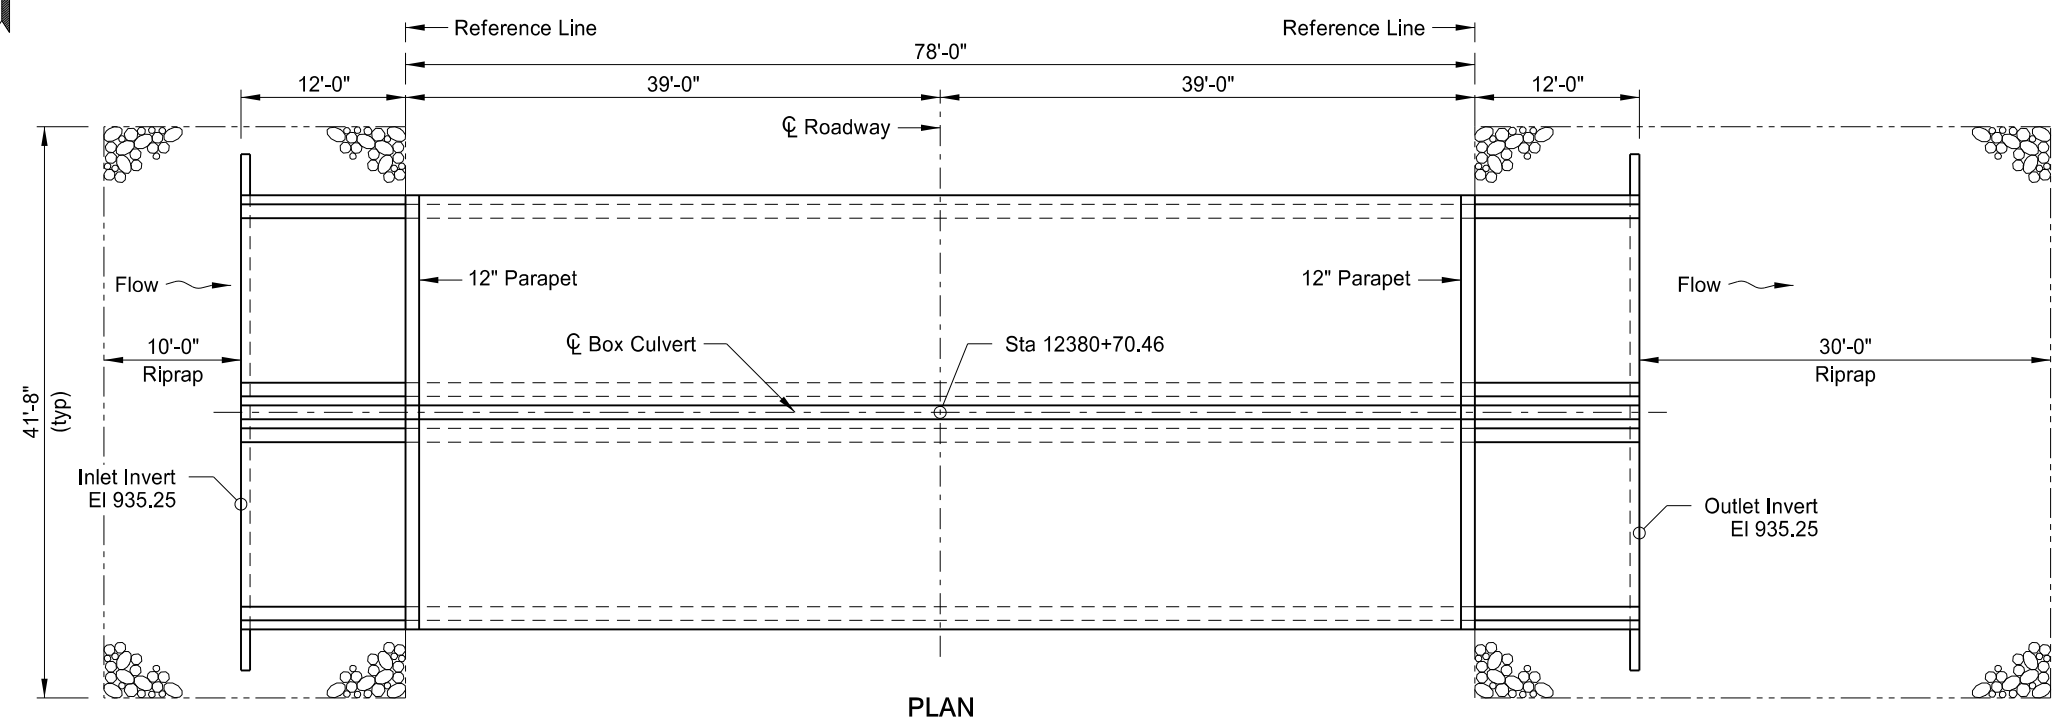 Reference Line
Reference Line
78'-0"
12'-0"
39'-0"
39'-0"
12'-0"
℄ Roadway
Flow
12" Parapet
12" Parapet
Flow
10'-0"
Riprap
℄ Box Culvert
Sta 12380+70.46
30'-0"
Riprap
41'-8"
(typ)
Inlet Invert
El 935.25
Outlet Invert
El 935.25
PLAN